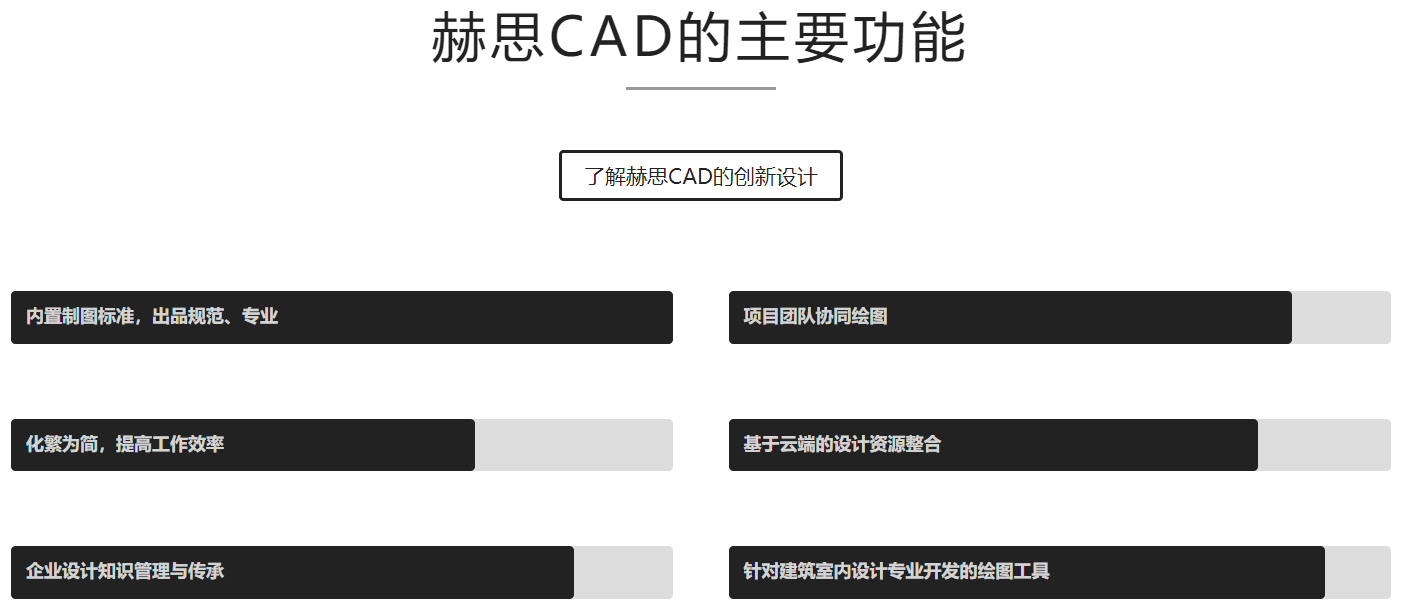 赫思CAD的主要功能
了解赫思CAD的创新设计
内置制图标准，出品规范、专业
项目团队协同绘图
化繁为简，提高工作效率
基于云端的设计资源整合
企业设计知识管理与传承
针对建筑室内设计专业开发的绘图工具